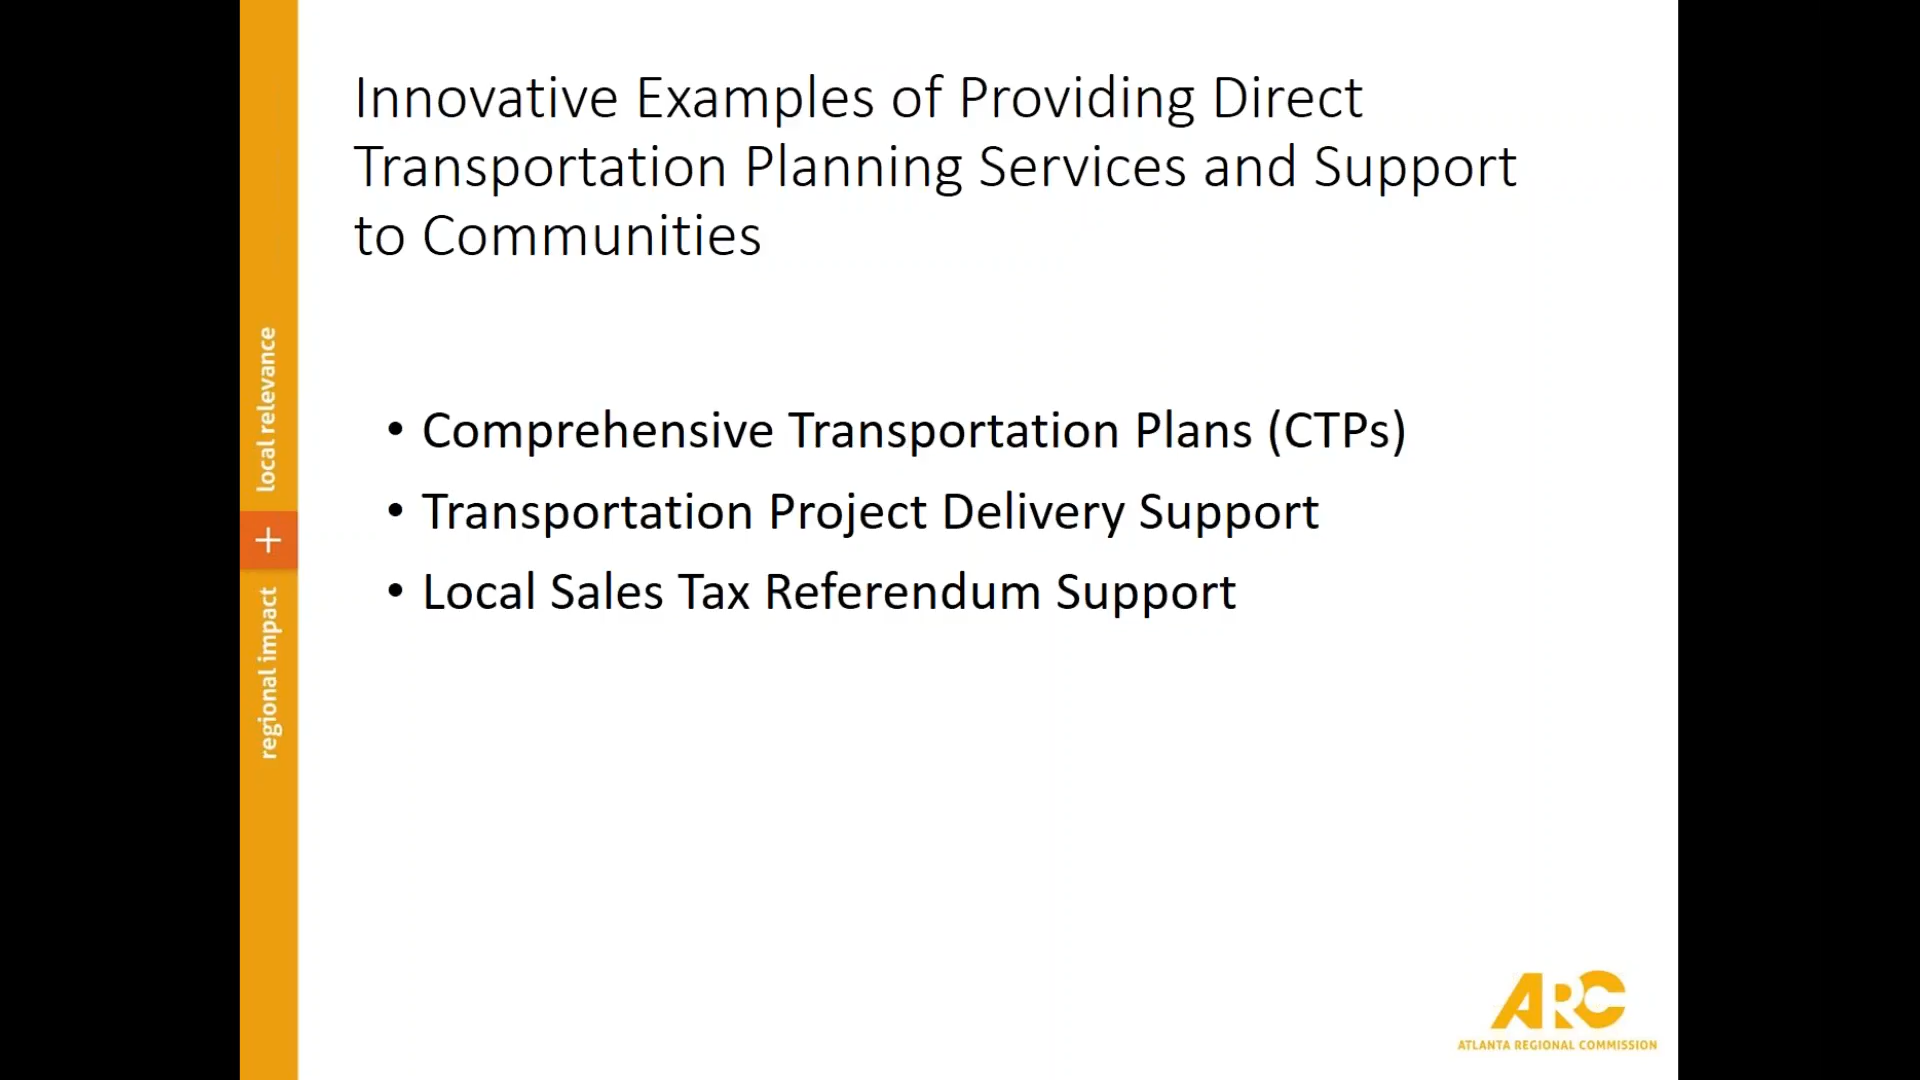 Innovative Examples of Providing Direct
Transportation Planning Services and Support
to Communities
• Comprehensive Transportation Plans (CTPs)
• Transportation Project Delivery Support
• Local Sales Tax Referendum Support
regional impact + local relevance
ARC
ATLANTA REGIONAL COMMISSION